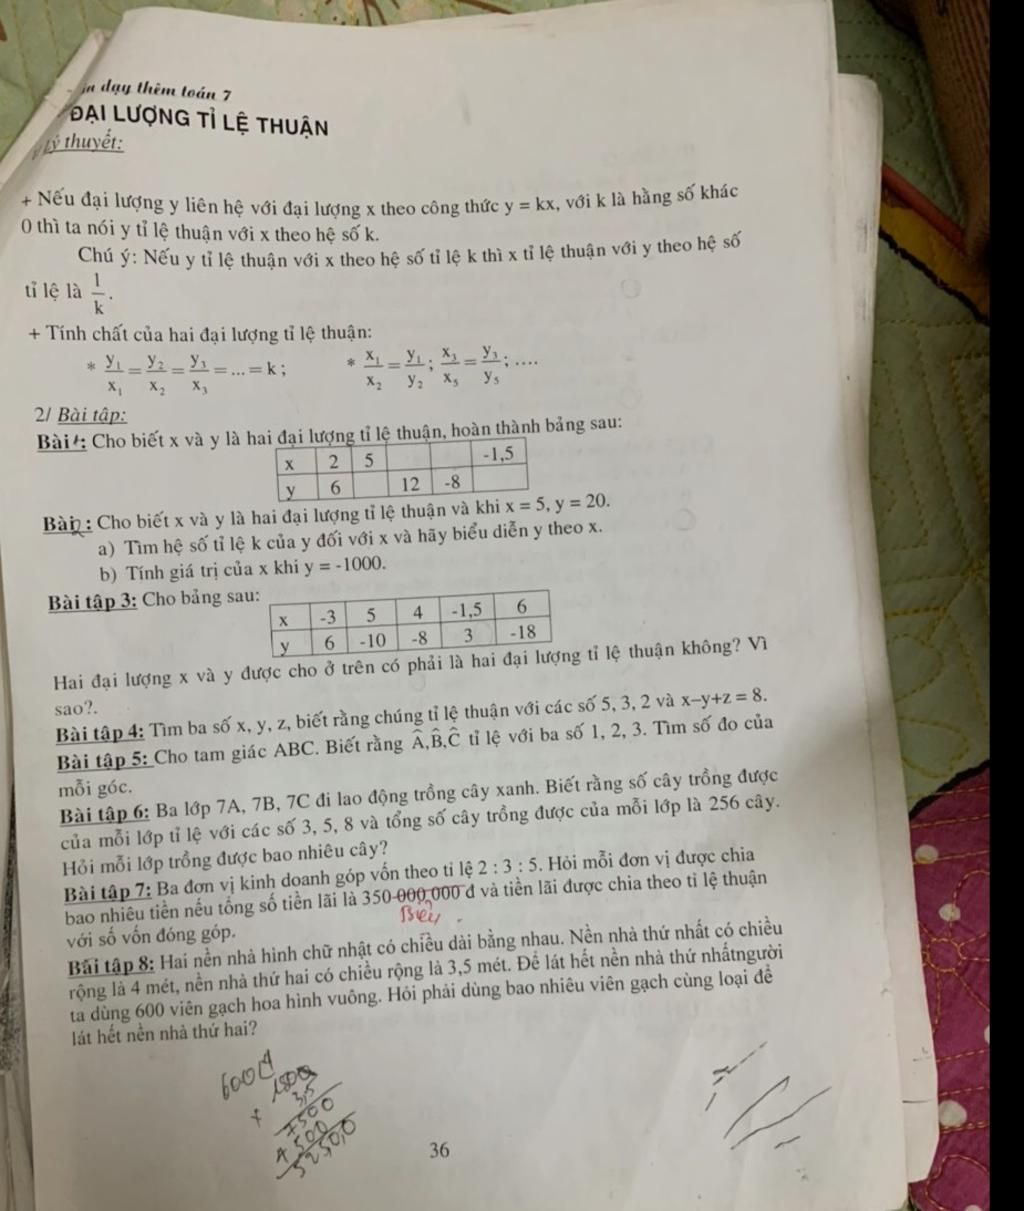 dạy thêm toán 7
ĐẠI LƯỢNG TỈ LỆ THUẬN
Lý thuyết:
+ Nếu đại lượng y liên hệ với đại lượng x theo công thức y = kx, với k là hằng số khác
0 thì ta nói y tỉ lệ thuận với x theo hệ số k.
Chú ý: Nếu y tỉ lệ thuận với x theo hệ số tỉ lệ k thì x tỉ lệ thuận với y theo hệ số
tỉ lệ là 1/k.
+ Tính chất của hai đại lượng tỉ lệ thuận:
* y₁/x₁ = y₂/x₂ = y₃/x₃ = ... = k ; * x₁/x₂ = y₁/y₂ ; x₃/x₅ = y₃/y₅ ; ....
2/ Bài tập:
Bài 1: Cho biết x và y là hai đại lượng tỉ lệ thuận, hoàn thành bảng sau:
x 2 5 -1,5
y 6 12 -8
Bài 2: Cho biết x và y là hai đại lượng tỉ lệ thuận và khi x = 5, y = 20.
a) Tìm hệ số tỉ lệ k của y đối với x và hãy biểu diễn y theo x.
b) Tính giá trị của x khi y = -1000.
Bài tập 3: Cho bảng sau:
x -3 5 4 -1,5 6
y 6 -10 -8 3 -18
Hai đại lượng x và y được cho ở trên có phải là hai đại lượng tỉ lệ thuận không? Vì
sao?.
Bài tập 4: Tìm ba số x, y, z, biết rằng chúng tỉ lệ thuận với các số 5, 3, 2 và x–y+z = 8.
Bài tập 5: Cho tam giác ABC. Biết rằng Â,B̂,Ĉ tỉ lệ với ba số 1, 2, 3. Tìm số đo của
mỗi góc.
Bài tập 6: Ba lớp 7A, 7B, 7C đi lao động trồng cây xanh. Biết rằng số cây trồng được
của mỗi lớp tỉ lệ với các số 3, 5, 8 và tổng số cây trồng được của mỗi lớp là 256 cây.
Hỏi mỗi lớp trồng được bao nhiêu cây?
Bài tập 7: Ba đơn vị kinh doanh góp vốn theo tỉ lệ 2 : 3 : 5. Hỏi mỗi đơn vị được chia
bao nhiêu tiền nếu tổng số tiền lãi là 350 000 000 đ và tiền lãi được chia theo tỉ lệ thuận
với số vốn đóng góp.
Bài tập 8: Hai nền nhà hình chữ nhật có chiều dài bằng nhau. Nền nhà thứ nhất có chiều
rộng là 4 mét, nền nhà thứ hai có chiều rộng là 3,5 mét. Để lát hết nền nhà thứ nhấtngười
ta dùng 600 viên gạch hoa hình vuông. Hỏi phải dùng bao nhiêu viên gạch cùng loại để
lát hết nền nhà thứ hai?
3,5
36